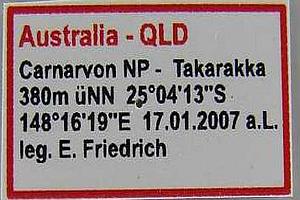 Australia - QLD
Carnarvon NP - Takarakka
380m üNN 25°04'13"S
148°16'19"E 17.01.2007 a.L.
leg. E. Friedrich